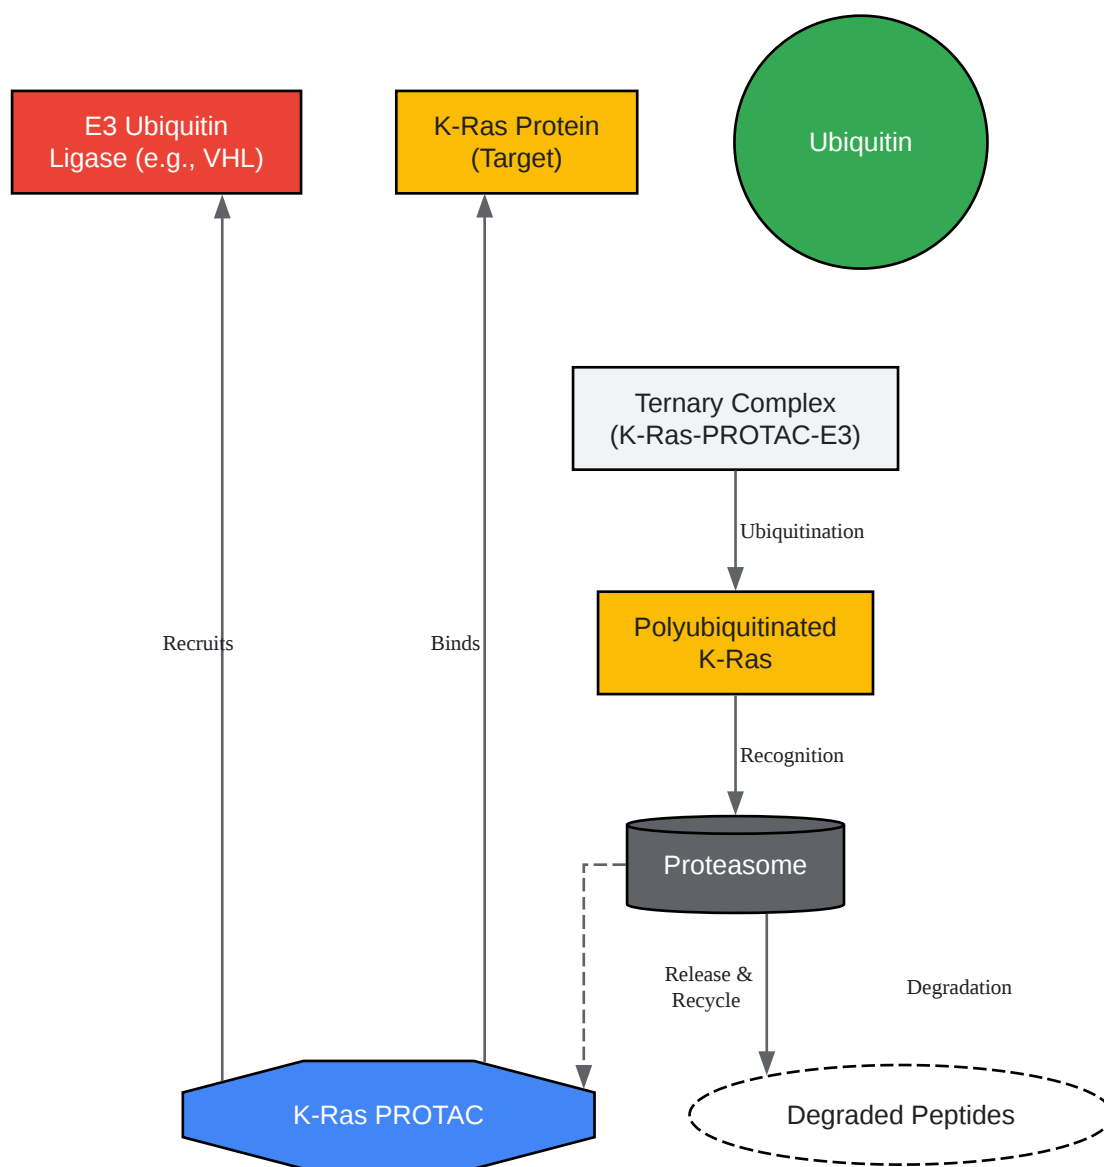 E3 Ubiquitin
Ligase (e.g., VHL)
K-Ras Protein
(Target)
Ubiquitin
Ternary Complex
(K-Ras-PROTAC-E3)
Ubiquitination
Polyubiquitinated
K-Ras
Recruits
Binds
Recognition
Proteasome
Release &
Recycle
Degradation
K-Ras PROTAC
Degraded Peptides